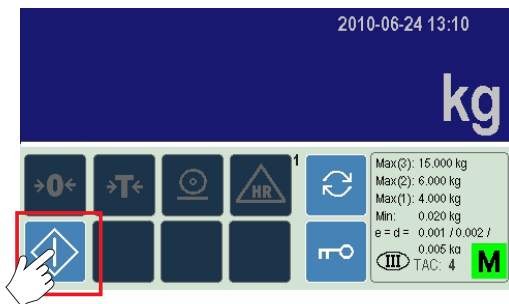 2010-06-24 13:10
kg
→0←
→T←
HR
1
Max(3): 15.000 kg
Max(2): 6.000 kg
Max(1): 4.000 kg
Min: 0.020 kg
e = d = 0.001 / 0.002 /
0.005 kg
III TAC: 4
M